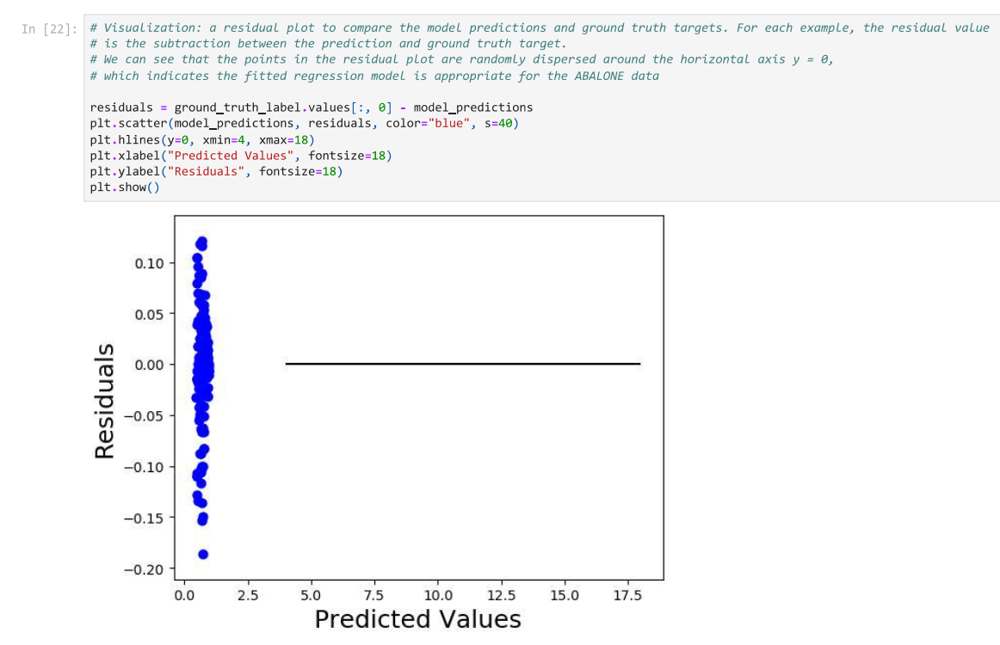 In [22]:
# Visualization: a residual plot to compare the model predictions and ground truth targets. For each example, the residual value
# is the subtraction between the prediction and ground truth target.
# We can see that the points in the residual plot are randomly dispersed around the horizontal axis y = 0,
# which indicates the fitted regression model is appropriate for the ABALONE data
residuals = ground_truth_label.values[:, 0] - model_predictions
plt.scatter(model_predictions, residuals, color="blue", s=40)
plt.hlines(y=0, xmin=4, xmax=18)
plt.xlabel("Predicted Values", fontsize=18)
plt.ylabel("Residuals", fontsize=18)
plt.show()
0.10
0.05
0.00
−0.05
−0.10
−0.15
−0.20
Residuals
0.0 2.5 5.0 7.5 10.0 12.5 15.0 17.5
Predicted Values